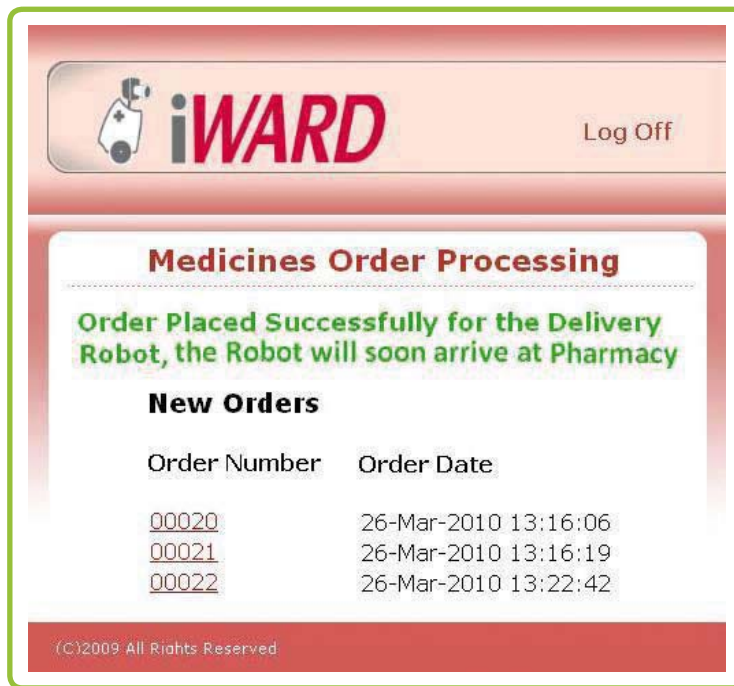 iWARD
Log Off
Medicines Order Processing
Order Placed Successfully for the Delivery
Robot, the Robot will soon arrive at Pharmacy
New Orders
Order Number Order Date
00020 26-Mar-2010 13:16:06
00021 26-Mar-2010 13:16:19
00022 26-Mar-2010 13:22:42
(C)2009 All Rights Reserved